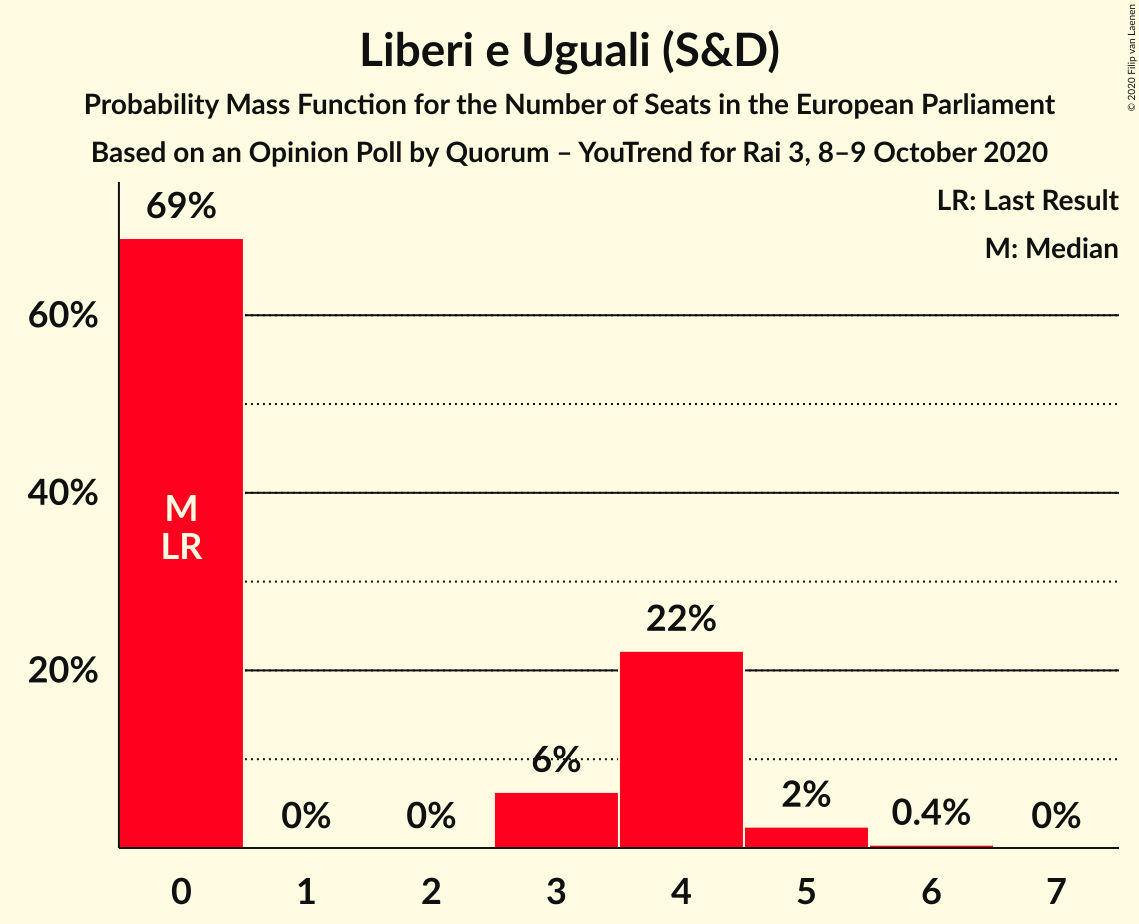 Liberi e Uguali (S&D)
Probability Mass Function for the Number of Seats in the European Parliament
Based on an Opinion Poll by Quorum – YouTrend for Rai 3, 8–9 October 2020
© 2020 Filip van Laenen
LR: Last Result
M: Median
69%
60%
40%
20%
M
LR
0%
0%
6%
22%
2%
0.4%
0%
0 1 2 3 4 5 6 7